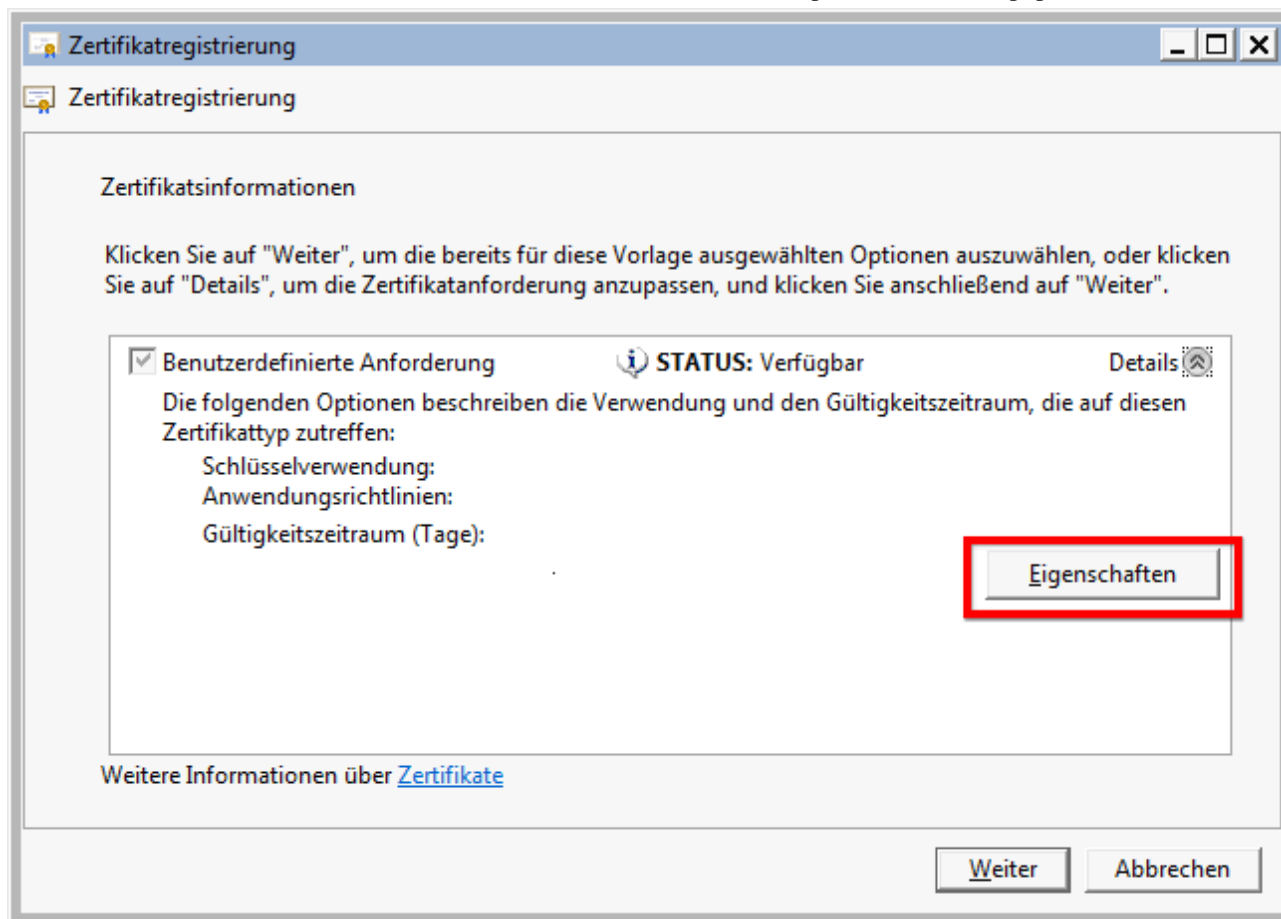 Zertifikatregistrierung
Zertifikatregistrierung
Zertifikatsinformationen
Klicken Sie auf "Weiter", um die bereits für diese Vorlage ausgewählten Optionen auszuwählen, oder klicken
Sie auf "Details", um die Zertifikatanforderung anzupassen, und klicken Sie anschließend auf "Weiter".
Benutzerdefinierte Anforderung STATUS: Verfügbar Details
Die folgenden Optionen beschreiben die Verwendung und den Gültigkeitszeitraum, die auf diesen
Zertifikattyp zutreffen:
Schlüsselverwendung:
Anwendungsrichtlinien:
Gültigkeitszeitraum (Tage):
Eigenschaften
Weitere Informationen über Zertifikate
Weiter Abbrechen